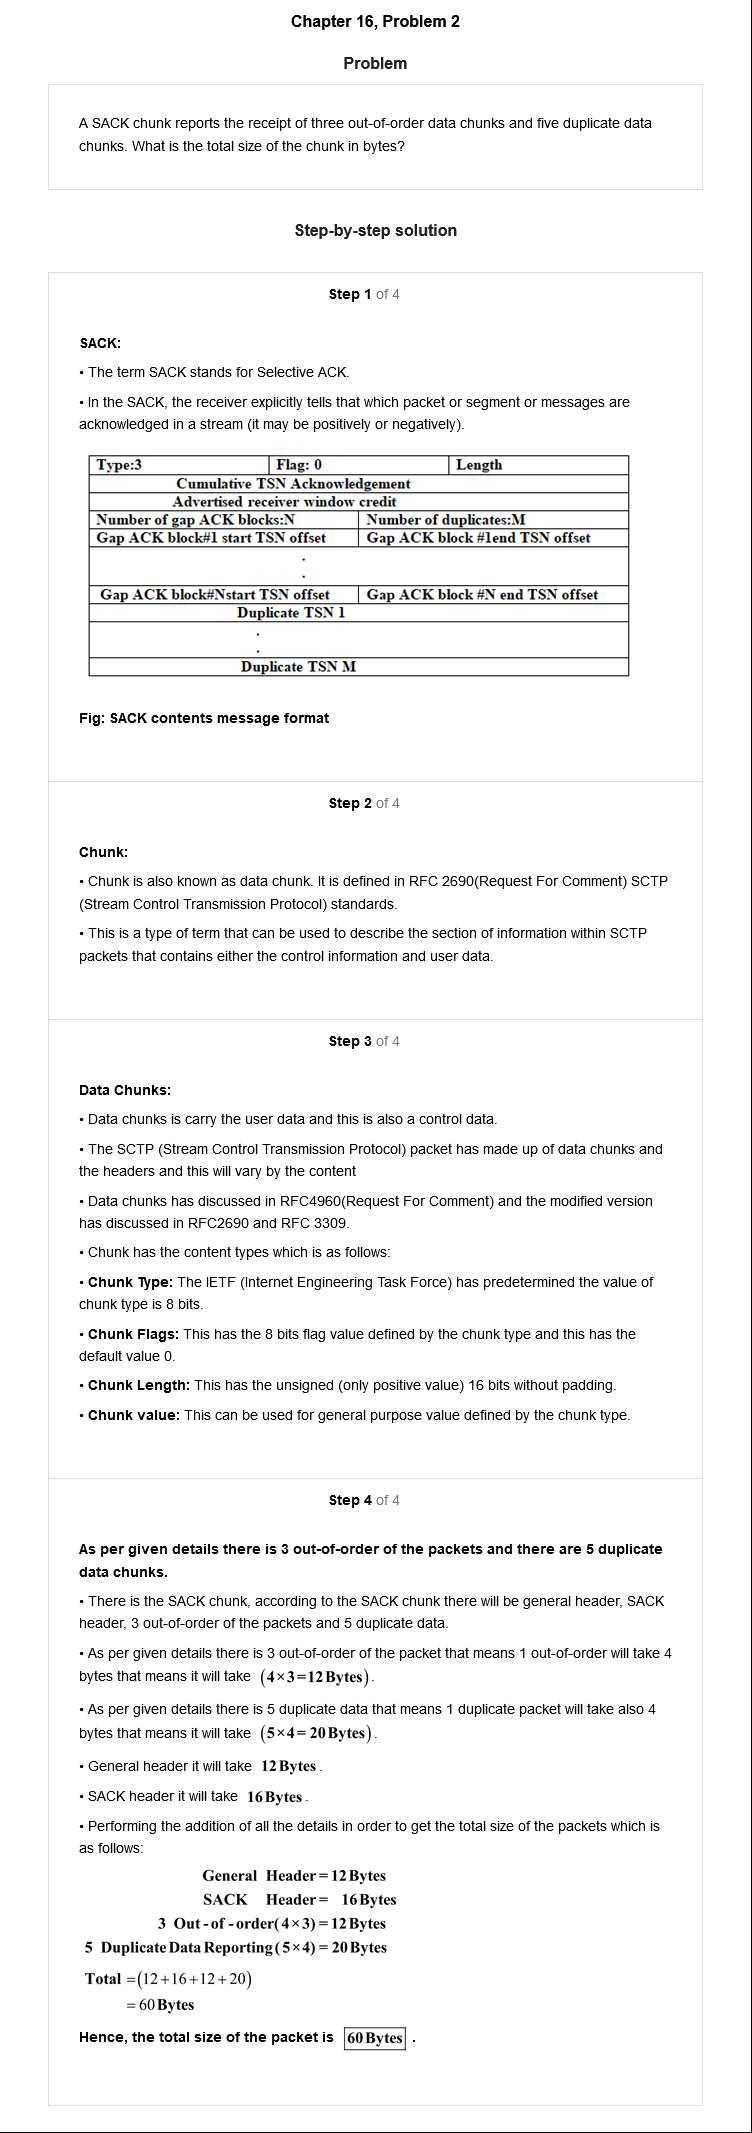 Chapter 16, Problem 2
Problem
A SACK chunk reports the receipt of three out-of-order data chunks and five duplicate data
chunks. What is the total size of the chunk in bytes?
Step-by-step solution
Step 1 of 4
SACK:
• The term SACK stands for Selective ACK.
• In the SACK, the receiver explicitly tells that which packet or segment or messages are
acknowledged in a stream (it may be positively or negatively).
Type:3 Flag: 0 Length
Cumulative TSN Acknowledgement
Advertised receiver window credit
Number of gap ACK blocks:N Number of duplicates:M
Gap ACK block#1 start TSN offset Gap ACK block #1end TSN offset
.
.
Gap ACK block#Nstart TSN offset Gap ACK block #N end TSN offset
Duplicate TSN 1
.
.
Duplicate TSN M
Fig: SACK contents message format
Step 2 of 4
Chunk:
• Chunk is also known as data chunk. It is defined in RFC 2690(Request For Comment) SCTP
(Stream Control Transmission Protocol) standards.
• This is a type of term that can be used to describe the section of information within SCTP
packets that contains either the control information and user data.
Step 3 of 4
Data Chunks:
• Data chunks is carry the user data and this is also a control data.
• The SCTP (Stream Control Transmission Protocol) packet has made up of data chunks and
the headers and this will vary by the content
• Data chunks has discussed in RFC4960(Request For Comment) and the modified version
has discussed in RFC2690 and RFC 3309.
• Chunk has the content types which is as follows:
• Chunk Type: The IETF (Internet Engineering Task Force) has predetermined the value of
chunk type is 8 bits.
• Chunk Flags: This has the 8 bits flag value defined by the chunk type and this has the
default value 0.
• Chunk Length: This has the unsigned (only positive value) 16 bits without padding.
• Chunk value: This can be used for general purpose value defined by the chunk type.
Step 4 of 4
As per given details there is 3 out-of-order of the packets and there are 5 duplicate
data chunks.
• There is the SACK chunk, according to the SACK chunk there will be general header, SACK
header, 3 out-of-order of the packets and 5 duplicate data.
• As per given details there is 3 out-of-order of the packet that means 1 out-of-order will take 4
bytes that means it will take (4×3=12 Bytes).
• As per given details there is 5 duplicate data that means 1 duplicate packet will take also 4
bytes that means it will take (5×4= 20 Bytes).
• General header it will take 12 Bytes.
• SACK header it will take 16 Bytes.
• Performing the addition of all the details in order to get the total size of the packets which is
as follows:
General Header = 12 Bytes
SACK Header = 16 Bytes
3 Out-of-order(4×3) = 12 Bytes
5 Duplicate Data Reporting (5×4) = 20 Bytes
Total =(12+16+12+20)
= 60 Bytes
Hence, the total size of the packet is 60 Bytes .